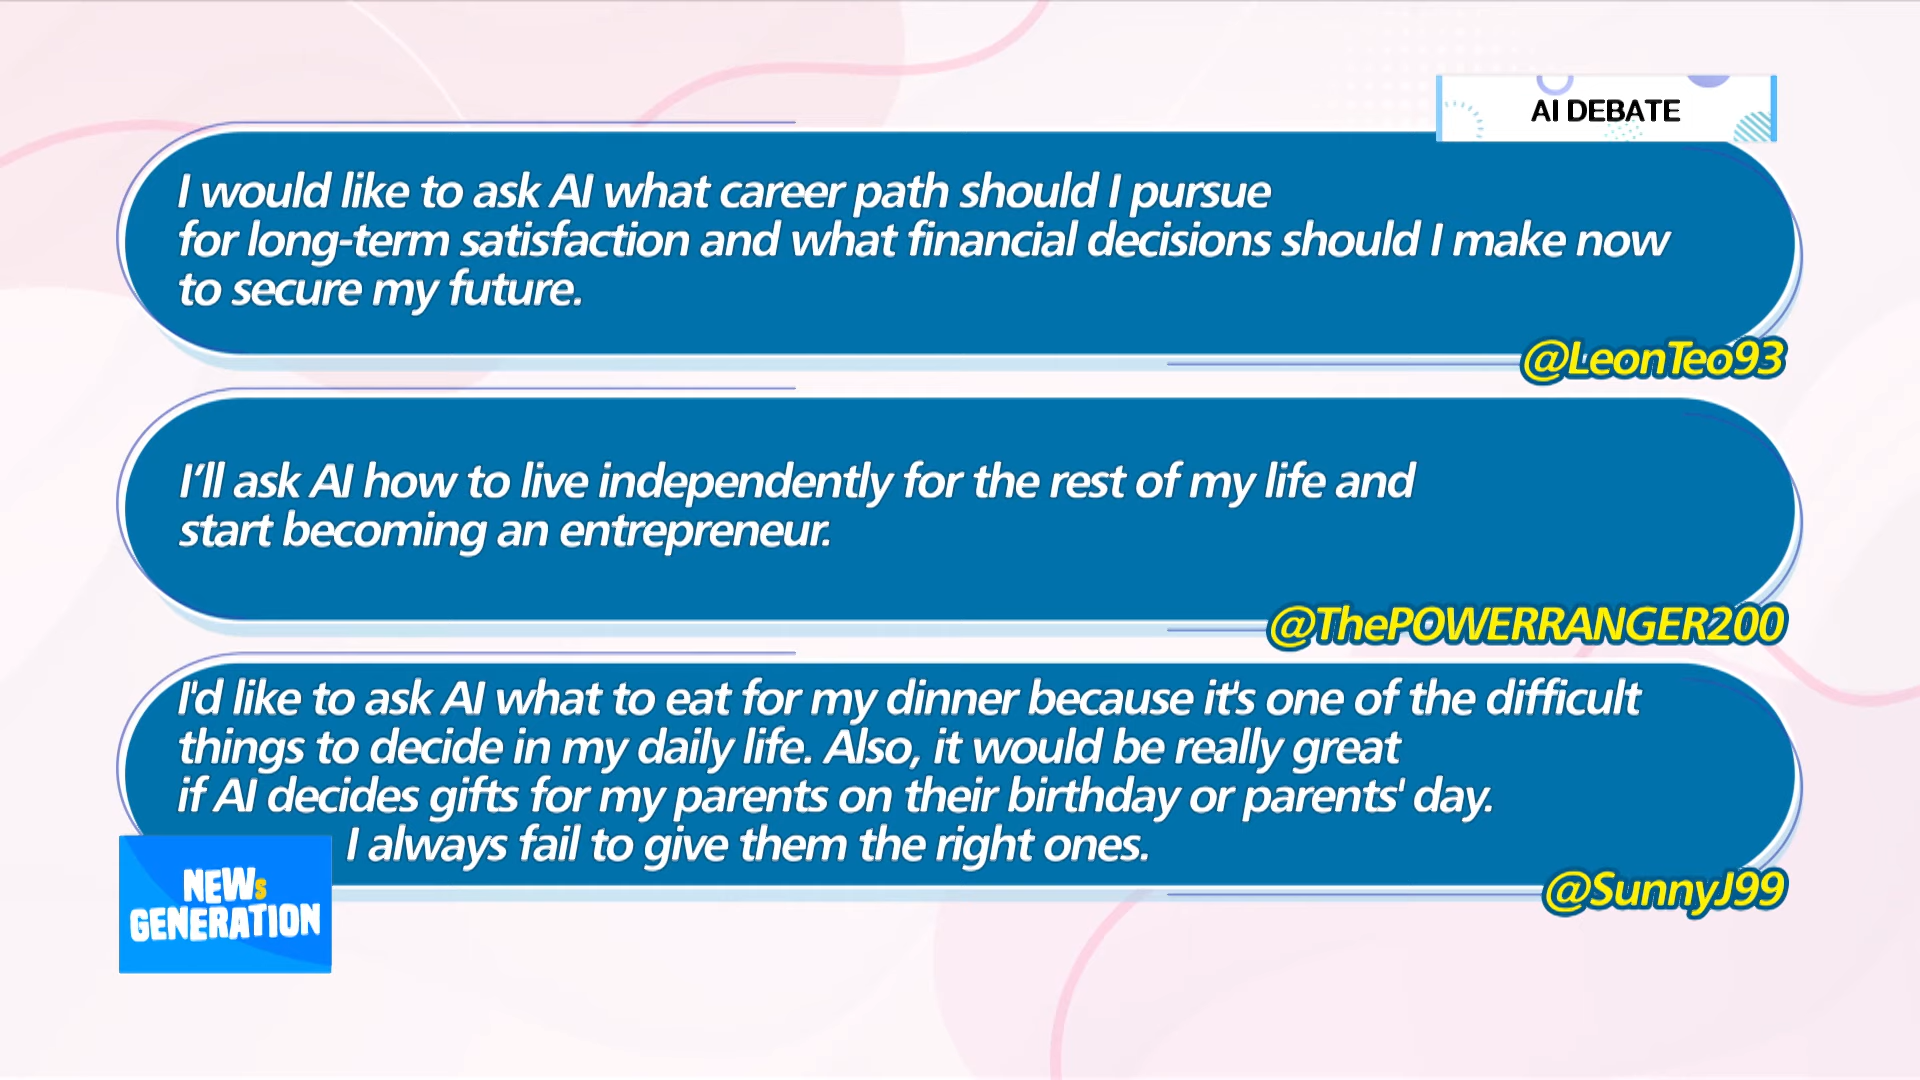 AI DEBATE
I would like to ask AI what career path should I pursue
for long-term satisfaction and what financial decisions should I make now
to secure my future.
@LeonTeo93
I’ll ask AI how to live independently for the rest of my life and
start becoming an entrepreneur.
@ThePOWERRANGER200
I'd like to ask AI what to eat for my dinner because it's one of the difficult
things to decide in my daily life. Also, it would be really great
if AI decides gifts for my parents on their birthday or parents' day.
I always fail to give them the right ones.
@SunnyJ99
NEWs
GENERATION